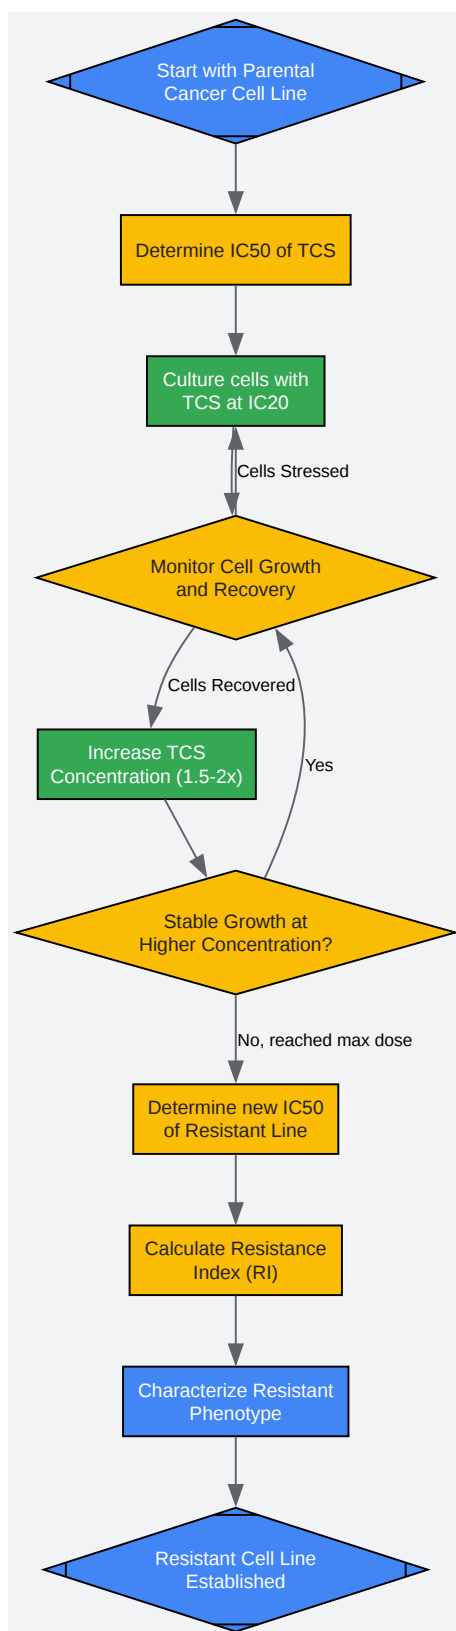 Start with Parental
Cancer Cell Line
Determine IC50 of TCS
Culture cells with
TCS at IC20
Cells Stressed
Monitor Cell Growth
and Recovery
Cells Recovered
Increase TCS
Concentration (1.5-2x)
Yes
Stable Growth at
Higher Concentration?
No, reached max dose
Determine new IC50
of Resistant Line
Calculate Resistance
Index (RI)
Characterize Resistant
Phenotype
Resistant Cell Line
Established